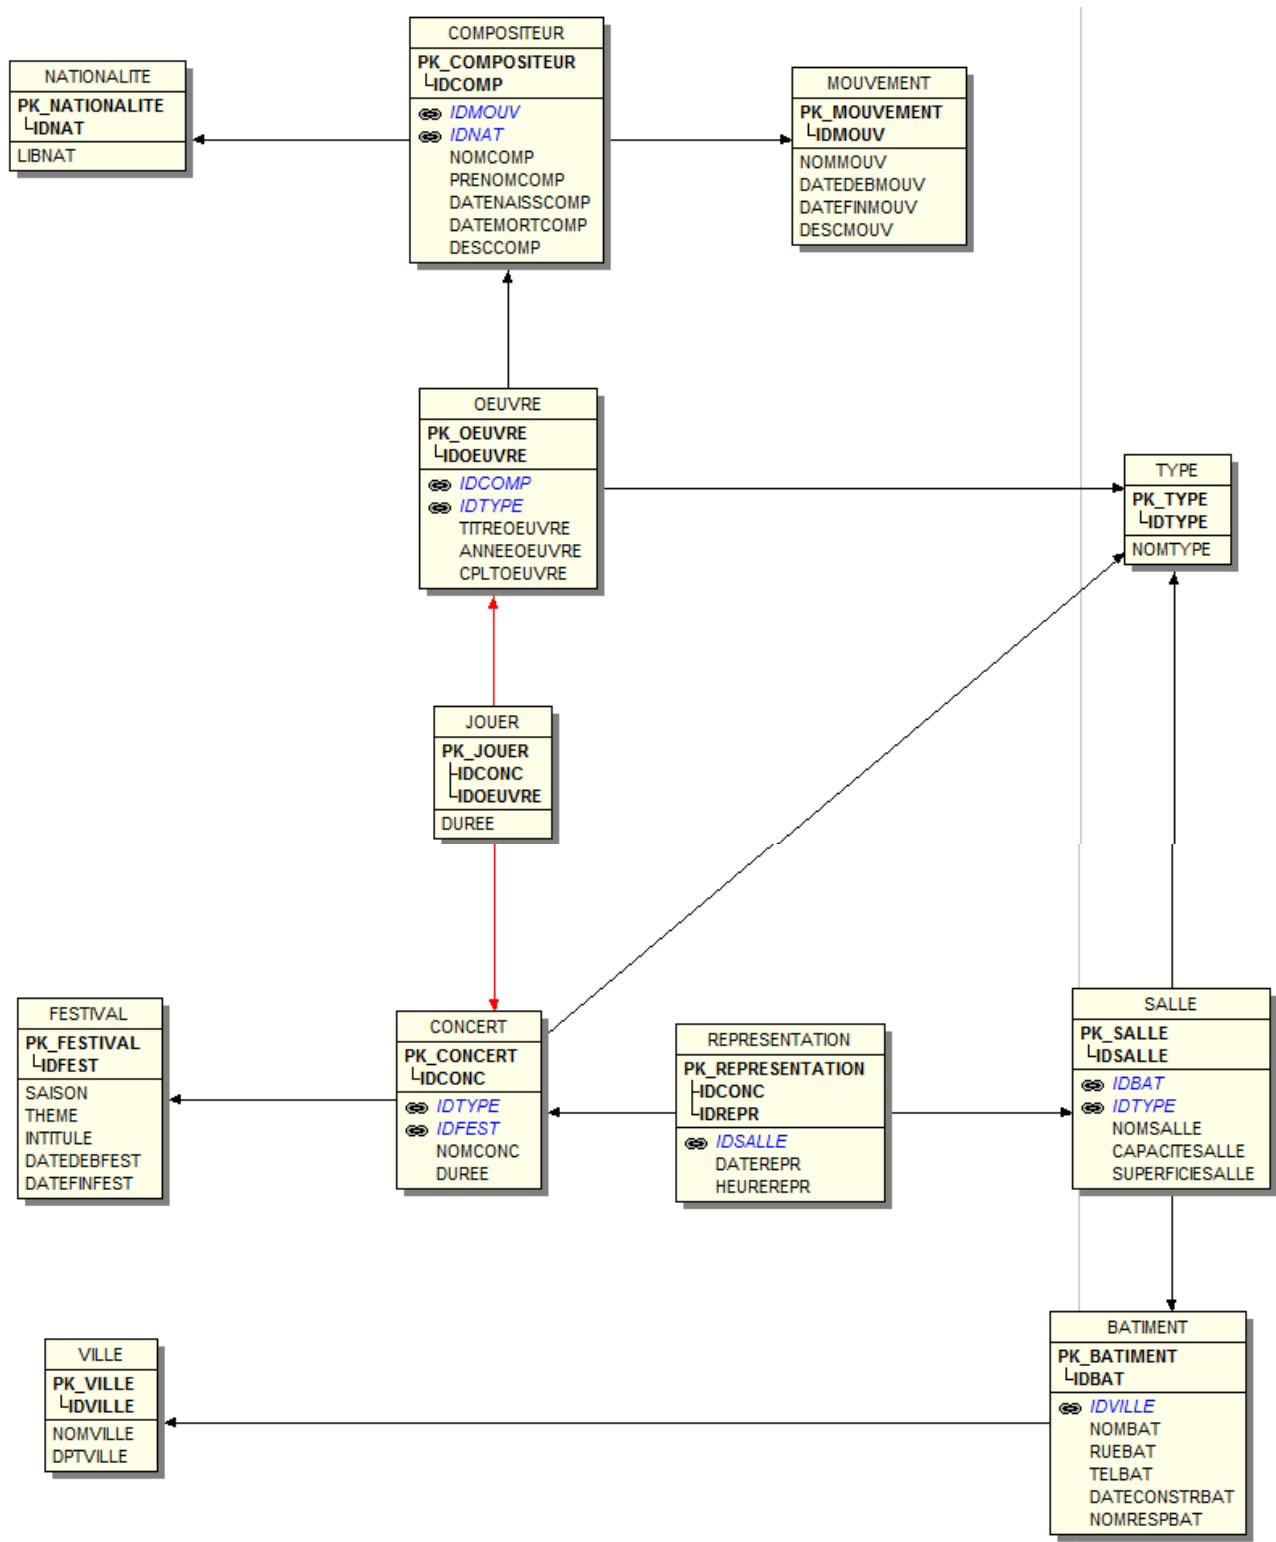 COMPOSITEUR
PK_COMPOSITEUR
IDCOMP
IDMOUV
IDNAT
NOMCOMP
PRENOMCOMP
DATENAISSCOMP
DATEMORTCOMP
DESCCOMP
NATIONALITE
PK_NATIONALITE
IDNAT
LIBNAT
MOUVEMENT
PK_MOUVEMENT
IDMOUV
NOMMOUV
DATEDEBMOUV
DATEFINMOUV
DESCMOUV
OEUVRE
PK_OEUVRE
IDOEUVRE
IDCOMP
IDTYPE
TITREOEUVRE
ANNEEOEUVRE
CPLTOEUVRE
TYPE
PK_TYPE
IDTYPE
NOMTYPE
JOUER
PK_JOUER
IDCONC
IDOEUVRE
DUREE
FESTIVAL
PK_FESTIVAL
IDFEST
SAISON
THEME
INTITULE
DATEDEBFEST
DATEFINFEST
CONCERT
PK_CONCERT
IDCONC
IDTYPE
IDFEST
NOMCONC
DUREE
REPRESENTATION
PK_REPRESENTATION
IDCONC
IDREPR
IDSALLE
DATEREPR
HEUREREPR
SALLE
PK_SALLE
IDSALLE
IDBAT
IDTYPE
NOMSALLE
CAPACITESALLE
SUPERFICIESALLE
VILLE
PK_VILLE
IDVILLE
NOMVILLE
DPTVILLE
BATIMENT
PK_BATIMENT
IDBAT
IDVILLE
NOMBAT
RUEBAT
TELBAT
DATECONSTRBAT
NOMRESPBAT